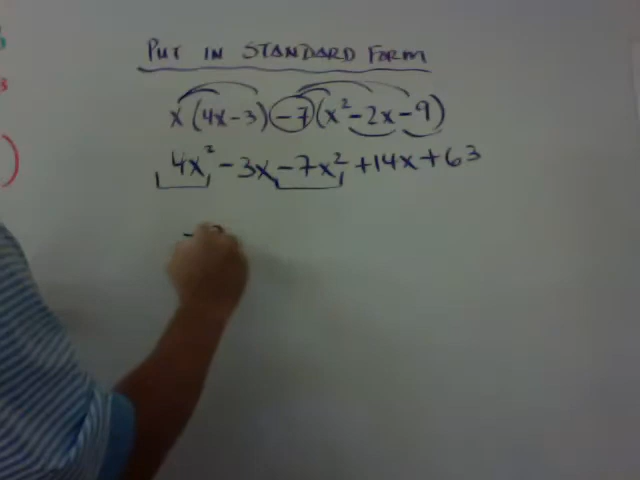 PUT IN STANDARD FORM
x(4x-3)-7(x²-2x-9)
4x²-3x-7x²+14x+63
-